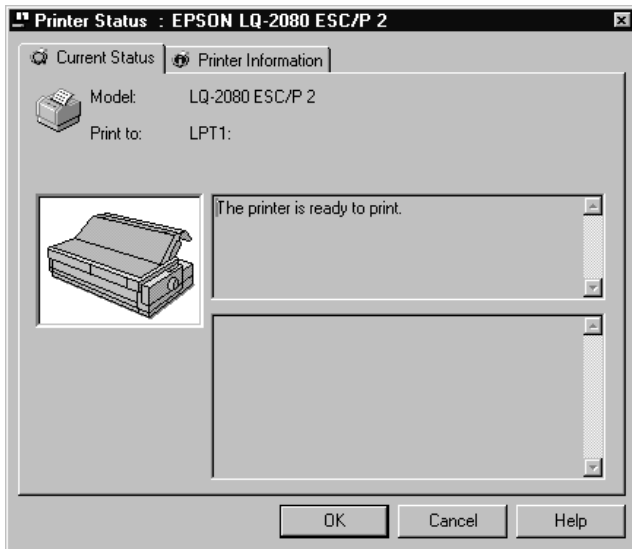 Printer Status : EPSON LQ-2080 ESC/P 2
Current Status
Printer Information
Model: LQ-2080 ESC/P 2
Print to: LPT1:
The printer is ready to print.
OK
Cancel
Help